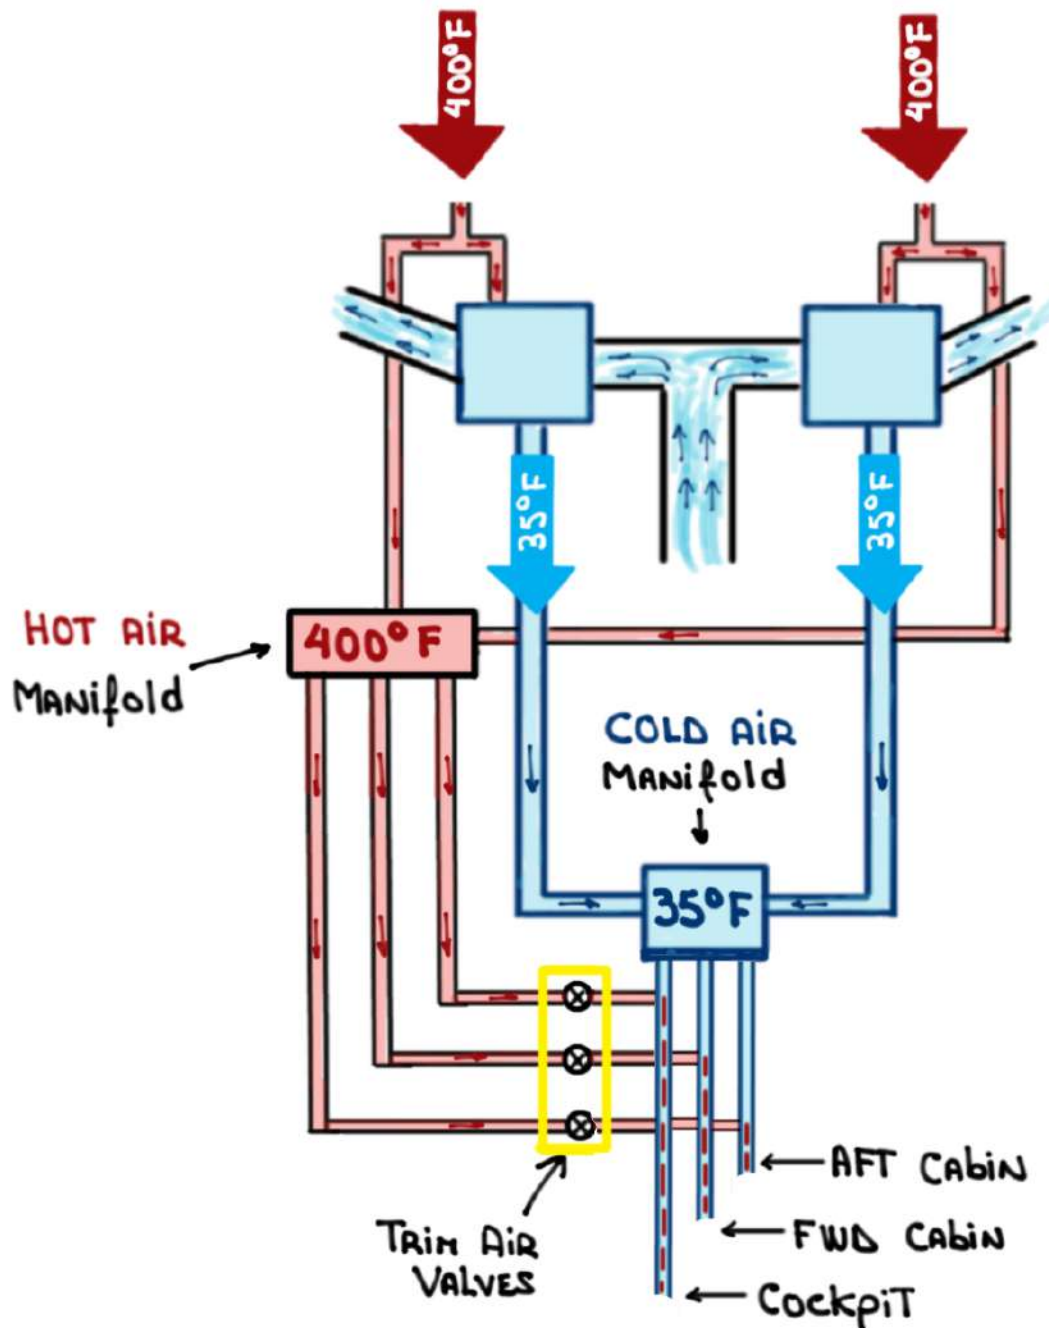 400°F
400°F
35°F
35°F
HOT AIR
MANifold
400°F
COLD AIR
MANifold
35°F
AFT CABIN
TRIM AIR
VALVES
FWD CABIN
COCKPIT